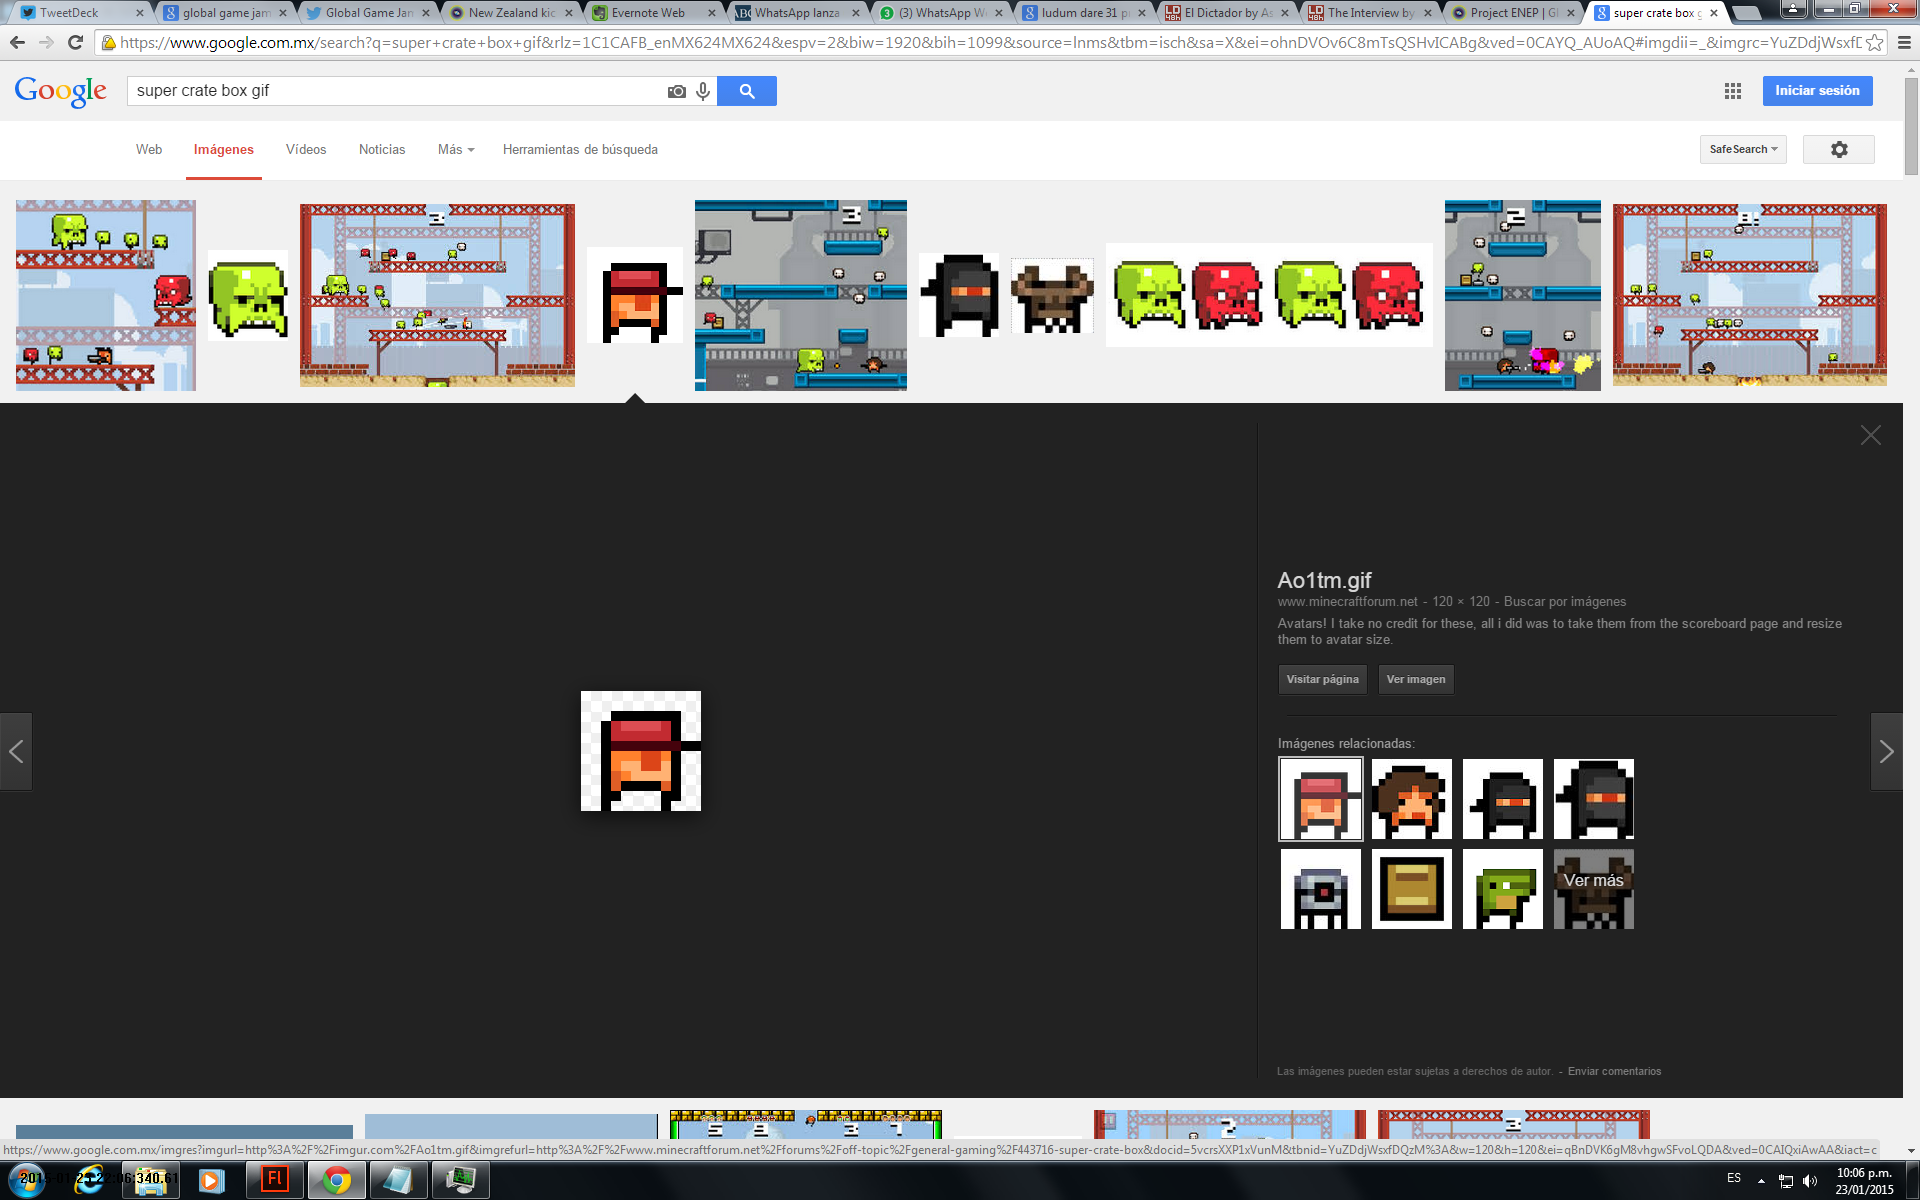 TweetDeck
global game jam
Global Game Jan
New Zealand kic
Evernote Web
WhatsApp lanza
(3) WhatsApp W
ludum dare 31 p
El Dictador by As
The Interview by
Project ENEP | Gl
super crate box g
https://www.google.com.mx/search?q=super+crate+box+gif&rlz=1C1CAFB_enMX624MX624&espv=2&biw=1920&bih=1099&source=lnms&tbm=isch&sa=X&ei=ohnDVOv6C8mTsQSHvICABg&ved=0CAYQ_AUoAQ#imgdii=_&imgrc=YuZDdjWsxfD
Google
super crate box gif
Iniciar sesión
Web
Imágenes
Vídeos
Noticias
Más
Herramientas de búsqueda
SafeSearch
Ao1tm.gif
www.minecraftforum.net - 120 × 120 - Buscar por imágenes
Avatars! I take no credit for these, all i did was to take them from the scoreboard page and resize
them to avatar size.
Visitar página
Ver imagen
Imágenes relacionadas:
Ver más
Las imágenes pueden estar sujetas a derechos de autor. - Enviar comentarios
https://www.google.com.mx/imgres?imgurl=http%3A%2F%2Fimgur.com%2FAo1tm.gif&imgrefurl=http%3A%2F%2Fwww.minecraftforum.net%2Fforums%2Foff-topic%2Fgeneral-gaming%2F443716-super-crate-box&docid=5vcrsXXP1xVunM&tbnid=YuZDdjWsxfDQzM%3A&w=120&h=120&ei=qBnDVK6gM8vhgwSFvoLQDA&ved=0CAIQxiAwAA&iact=c
Fl
ES
10:06 p.m.
23/01/2015